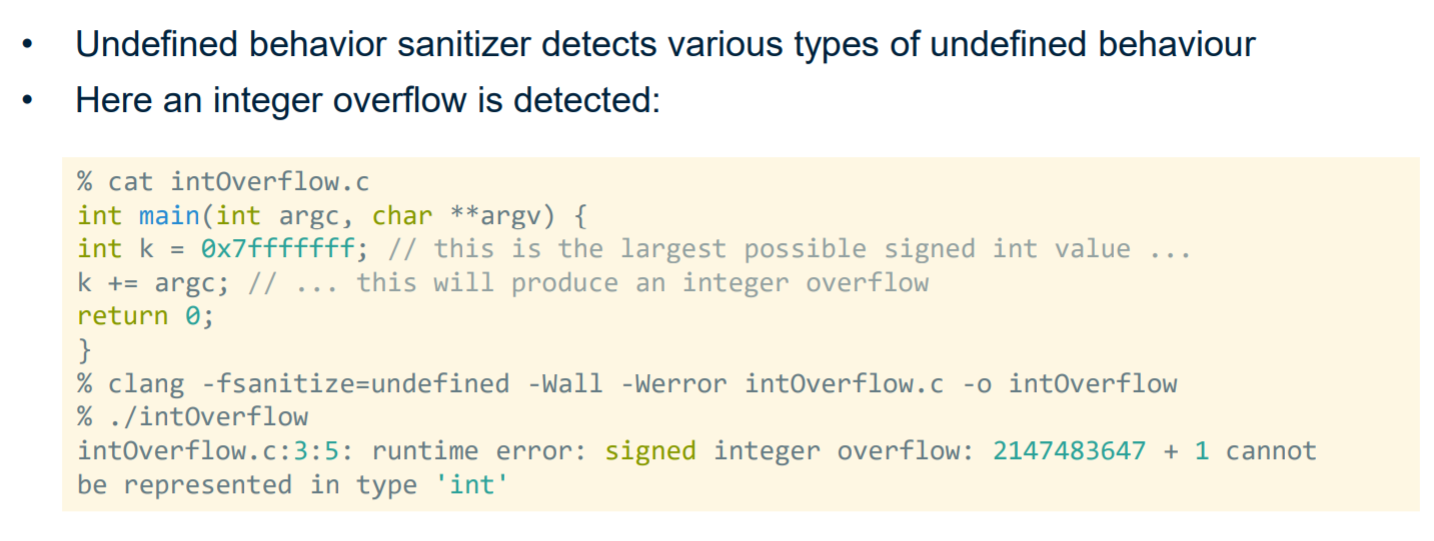 • Undefined behavior sanitizer detects various types of undefined behaviour
• Here an integer overflow is detected:
% cat intOverflow.c
int main(int argc, char **argv) {
int k = 0x7fffffff; // this is the largest possible signed int value ...
k += argc; // ... this will produce an integer overflow
return 0;
}
% clang -fsanitize=undefined -Wall -Werror intOverflow.c -o intOverflow
% ./intOverflow
intOverflow.c:3:5: runtime error: signed integer overflow: 2147483647 + 1 cannot
be represented in type 'int'